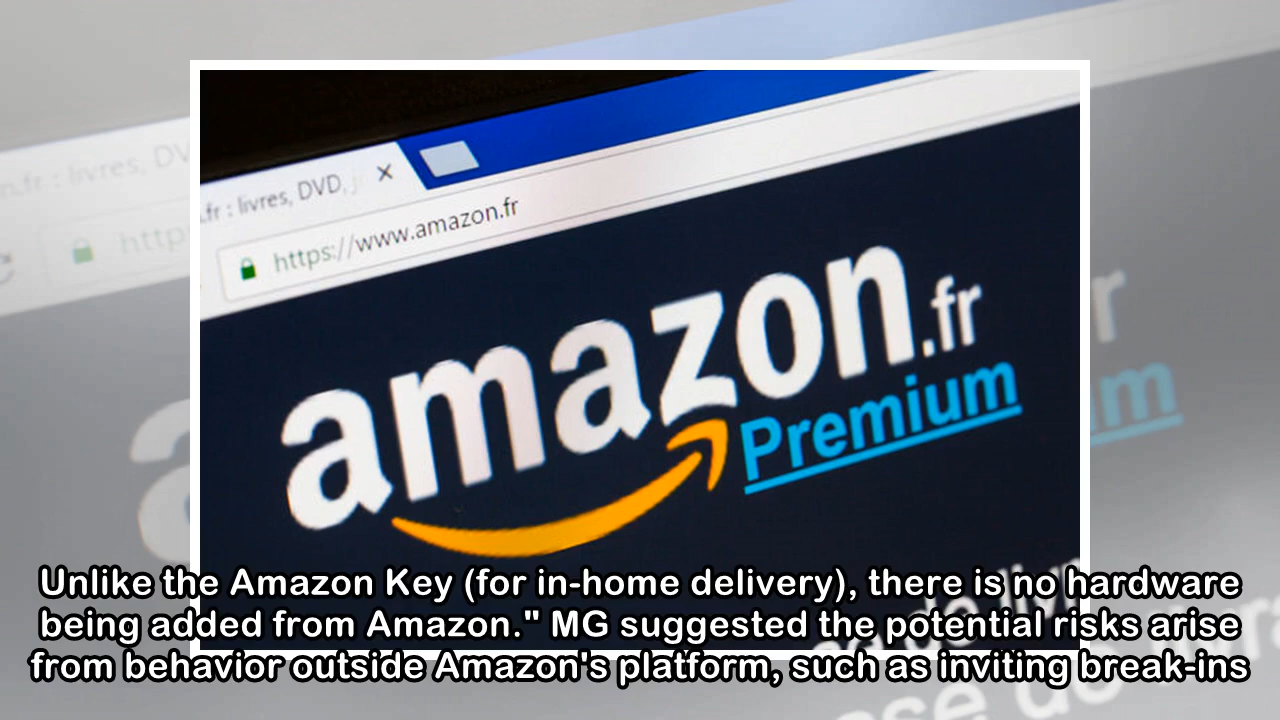 .fr : livres, DVD, j
https://www.amazon.fr
amazon.fr
Premium
Unlike the Amazon Key (for in-home delivery), there is no hardware
being added from Amazon." MG suggested the potential risks arise
from behavior outside Amazon's platform, such as inviting break-ins